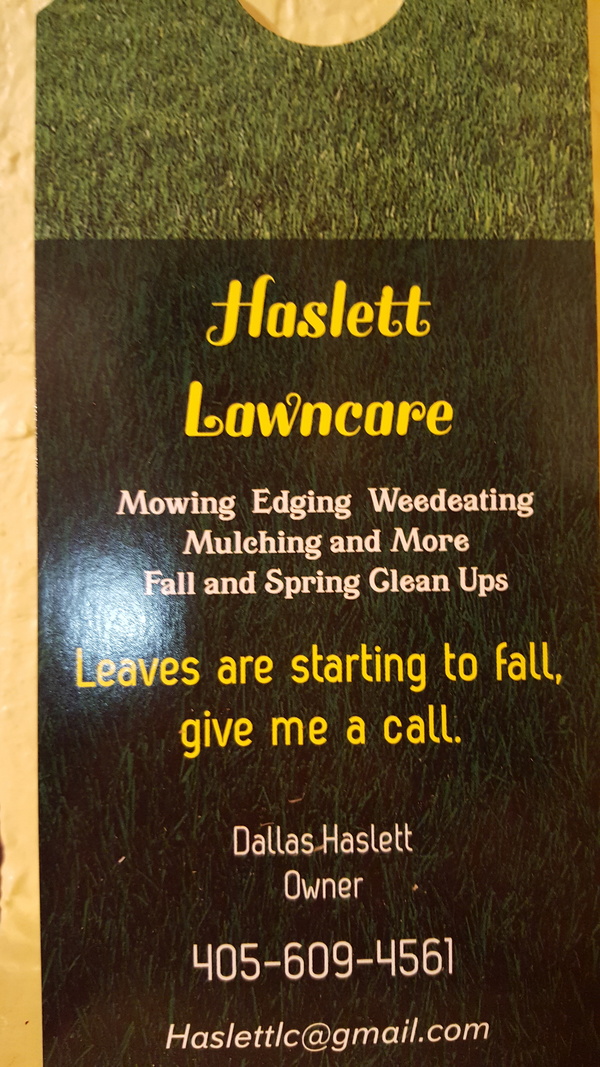 Haslett
Lawncare
Mowing Edging Weedeating
Mulching and More
Fall and Spring Clean Ups
Leaves are starting to fall,
give me a call.
Dallas Haslett
Owner
405-609-4561
Haslettlc@gmail.com